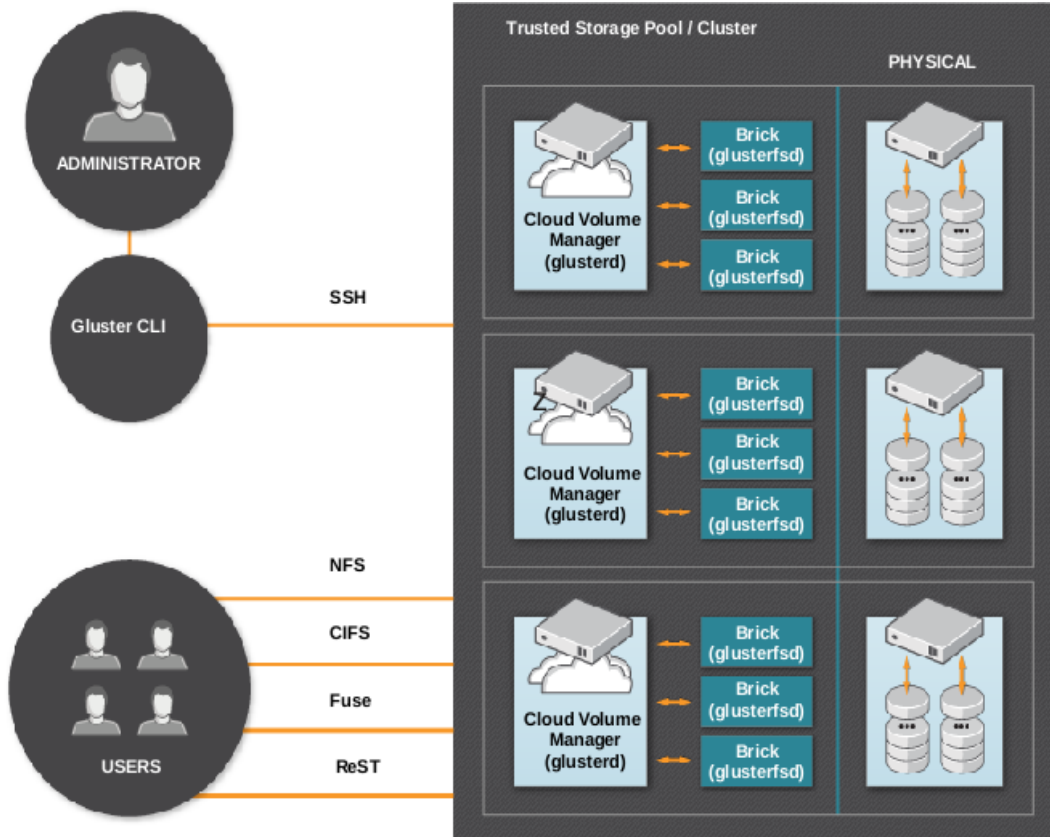 Trusted Storage Pool / Cluster
PHYSICAL
ADMINISTRATOR
Gluster CLI
SSH
Cloud Volume
Manager
(glusterd)
Brick
(glusterfsd)
Brick
(glusterfsd)
Brick
(glusterfsd)
Z
Cloud Volume
Manager
(glusterd)
Brick
(glusterfsd)
Brick
(glusterfsd)
Brick
(glusterfsd)
NFS
CIFS
Fuse
ReST
USERS
Cloud Volume
Manager
(glusterd)
Brick
(glusterfsd)
Brick
(glusterfsd)
Brick
(glusterfsd)